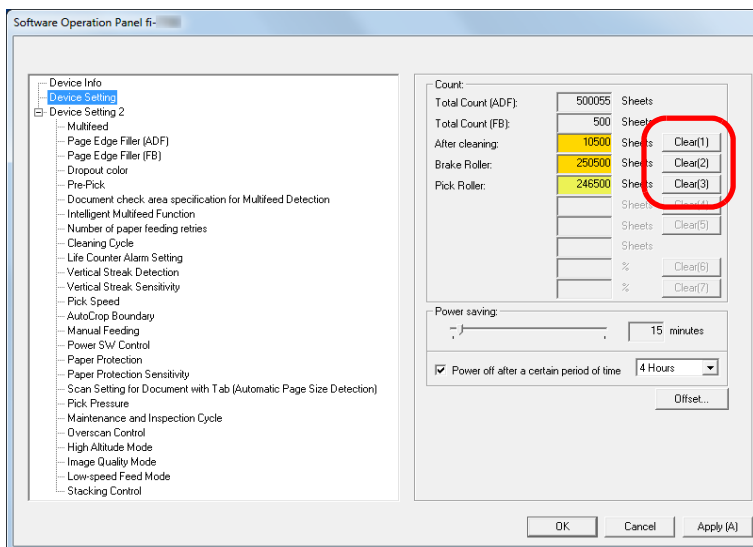 Software Operation Panel fi-
Device Info
Device Setting
Device Setting 2
Multifeed
Page Edge Filler (ADF)
Page Edge Filler (FB)
Dropout color
Pre-Pick
Document check area specification for Multifeed Detection
Intelligent Multifeed Function
Number of paper feeding retries
Cleaning Cycle
Life Counter Alarm Setting
Vertical Streak Detection
Vertical Streak Sensitivity
Pick Speed
AutoCrop Boundary
Manual Feeding
Power SW Control
Paper Protection
Paper Protection Sensitivity
Scan Setting for Document with Tab (Automatic Page Size Detection)
Pick Pressure
Maintenance and Inspection Cycle
Overscan Control
High Altitude Mode
Image Quality Mode
Low-speed Feed Mode
Stacking Control
Count:
Total Count (ADF): 500055 Sheets
Total Count (FB): 500 Sheets
After cleaning: 10500 Sheets Clear(1)
Brake Roller: 250500 Sheets Clear(2)
Pick Roller: 246500 Sheets Clear(3)
Sheets Clear(4)
Sheets Clear(5)
Sheets
% Clear(6)
% Clear(7)
Power saving:
15 minutes
Power off after a certain period of time 4 Hours
Offset...
OK Cancel Apply (A)